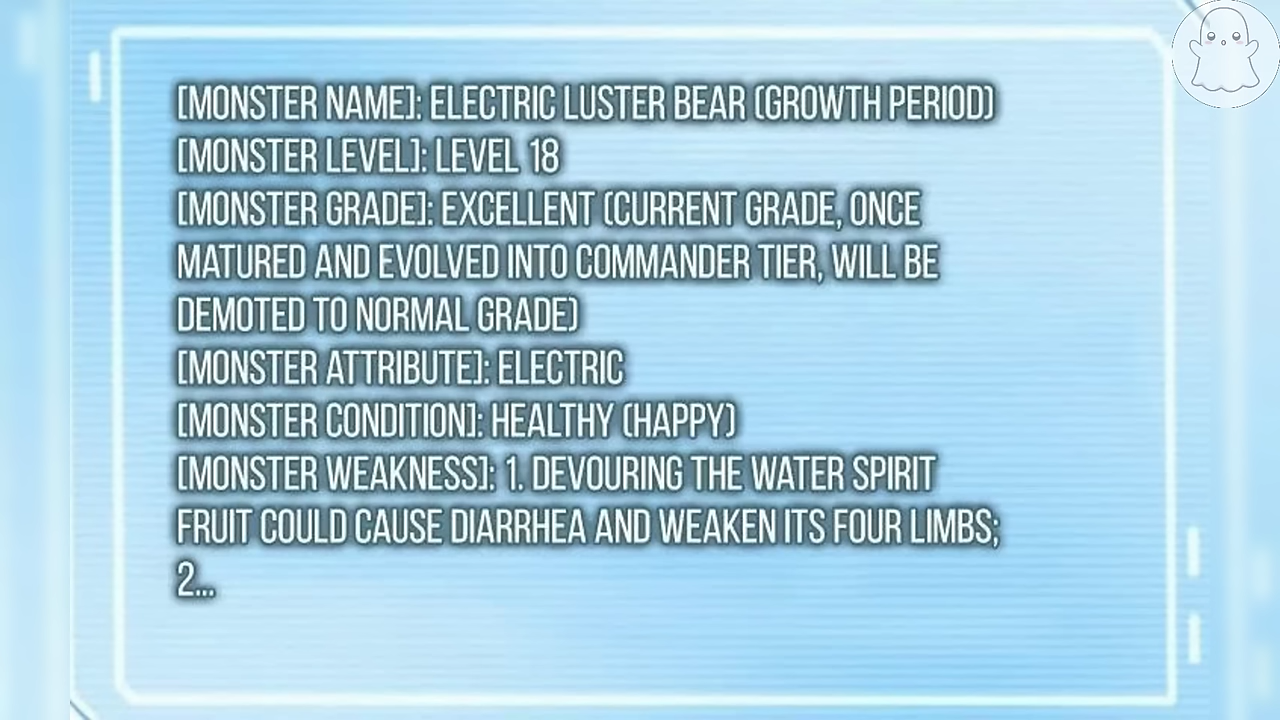 [MONSTER NAME]: ELECTRIC LUSTER BEAR (GROWTH PERIOD)
[MONSTER LEVEL]: LEVEL 18
[MONSTER GRADE]: EXCELLENT (CURRENT GRADE, ONCE
MATURED AND EVOLVED INTO COMMANDER TIER, WILL BE
DEMOTED TO NORMAL GRADE)
[MONSTER ATTRIBUTE]: ELECTRIC
[MONSTER CONDITION]: HEALTHY (HAPPY)
[MONSTER WEAKNESS]: 1. DEVOURING THE WATER SPIRIT
FRUIT COULD CAUSE DIARRHEA AND WEAKEN ITS FOUR LIMBS;
2...